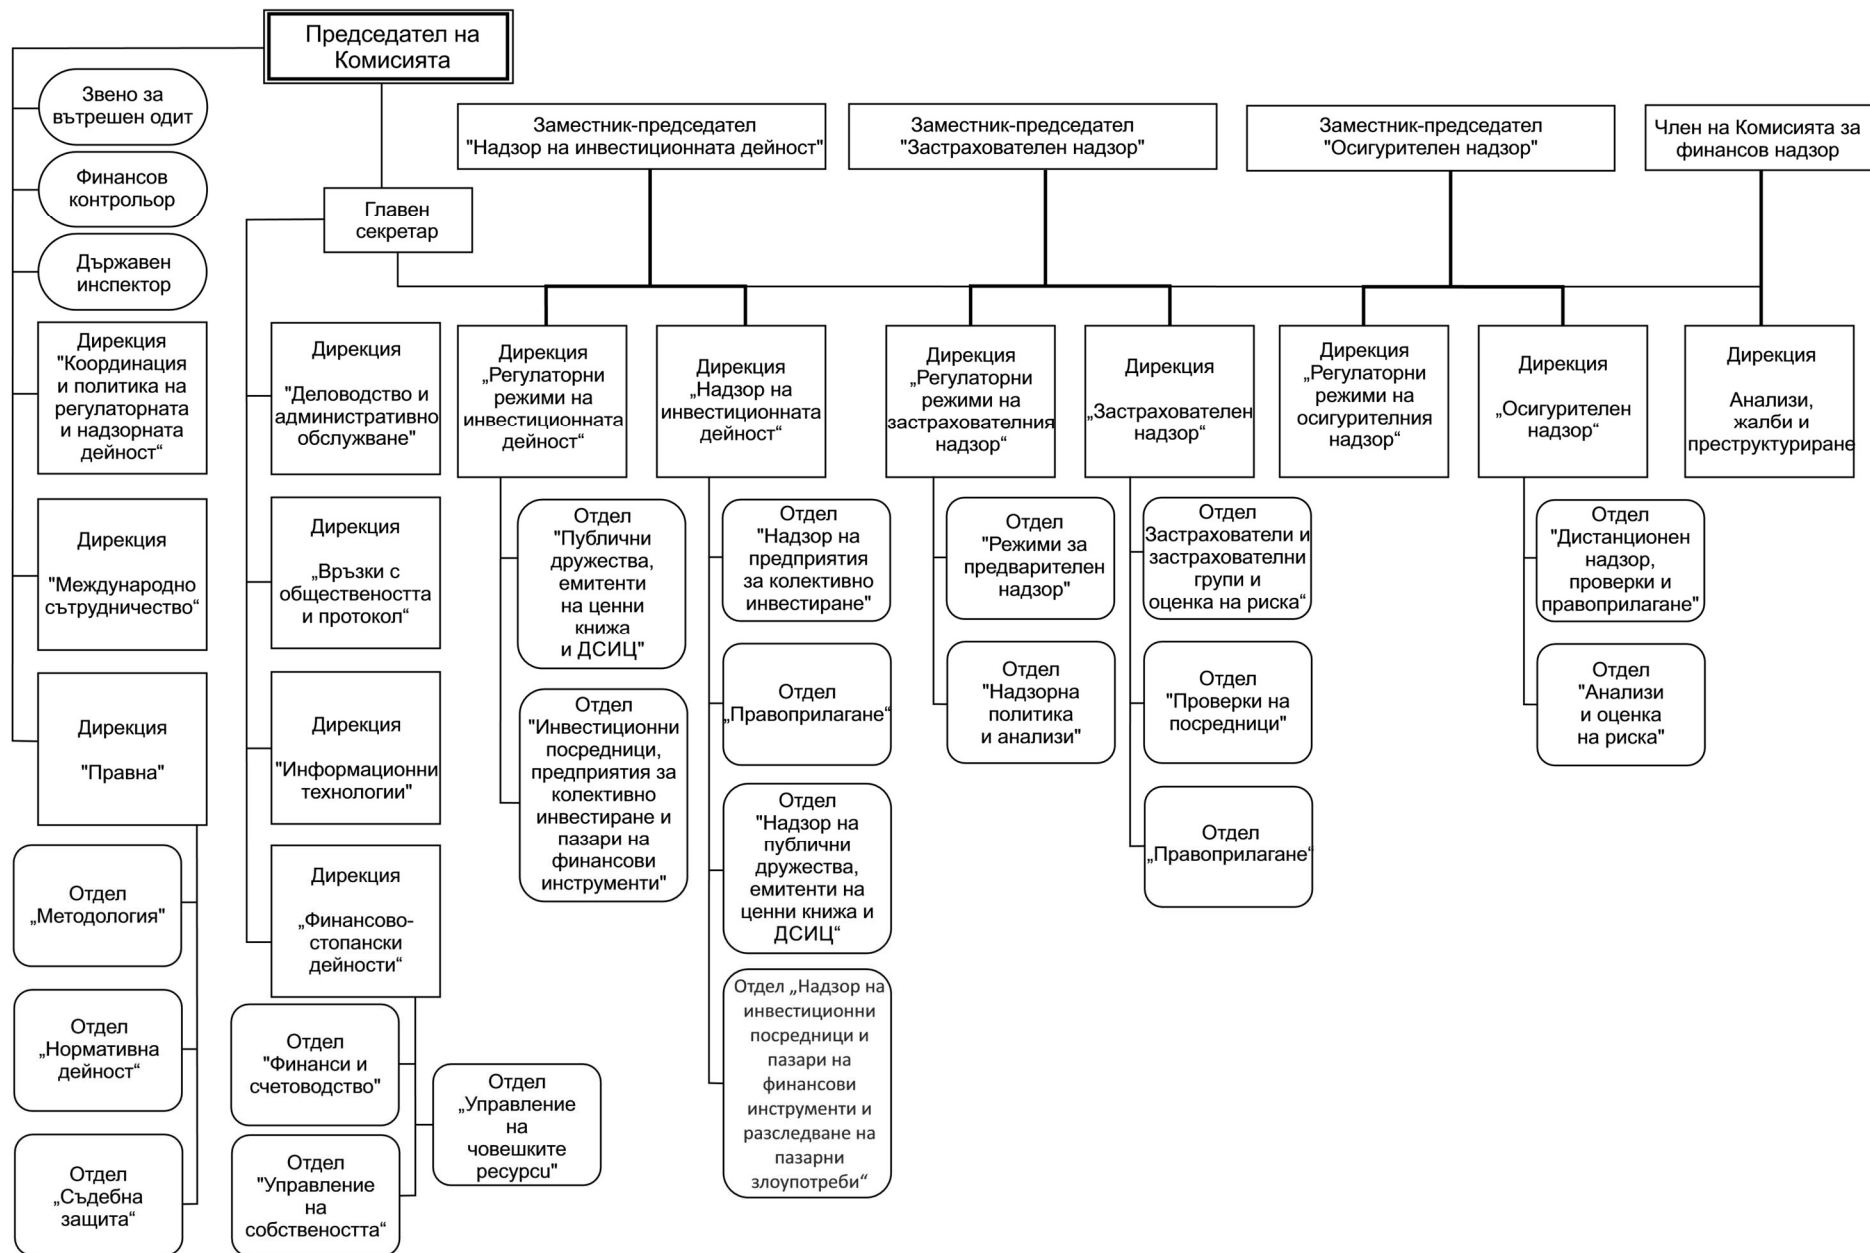 Председател на
Комисията
Звено за
вътрешен одит
Финансов
контрольор
Държавен
инспектор
Дирекция
"Координация
и политика на
регулаторната
и надзорната
дейност“
Дирекция
"Международно
сътрудничество“
Дирекция
"Правна"
Отдел
„Методология"
Отдел
„Нормативна
дейност“
Отдел
„Съдебна
защита“
Главен
секретар
Дирекция
"Деловодство и
административно
обслужване"
Дирекция
„Връзки с
обществеността
и протокол“
Дирекция
"Информационни
технологии"
Дирекция
„Финансово-
стопански
дейности“
Отдел
"Финанси и
счетоводство"
Отдел
„Управление
на
човешките
ресурсu"
Отдел
"Управление
на
собствеността“
Заместник-председател
"Надзор на инвестиционната дейност"
Дирекция
„Регулаторни
режими на
инвестиционната
дейност“
Отдел
"Публични
дружества,
емитенти
на ценни
книжа
и ДСИЦ"
Отдел
"Инвестиционни
посредници,
предприятия за
колективно
инвестиране и
пазари на
финансови
инструменти"
Дирекция
„Надзор на
инвестиционната
дейност“
Отдел
"Надзор на
предприятия
за колективно
инвестиране"
Отдел
„Правоприлагане“
Отдел
"Надзор на
публични
дружества,
емитенти на
ценни книжа и
ДСИЦ“
Отдел „Надзор на
инвестиционни
посредници и
пазари на
финансови
инструменти и
разследване на
пазарни
злоупотреби“
Заместник-председател
"Застрахователен надзор"
Дирекция
„Регулаторни
режими на
застрахователния
надзор“
Отдел
"Режими за
предварителен
надзор"
Отдел
"Надзорна
политика
и анализи"
Дирекция
„Застрахователен
надзор“
Отдел
Застрахователи и
застрахователни
групи и
оценка на риска“
Отдел
"Проверки на
посредници"
Отдел
„Правоприлагане“
Заместник-председател
"Осигурителен надзор"
Дирекция
„Регулаторни
режими на
осигурителния
надзор“
Дирекция
„Осигурителен
надзор“
Отдел
"Дистанционен
надзор,
проверки и
правоприлагане"
Отдел
"Анализи
и оценка
на риска"
Член на Комисията за
финансов надзор
Дирекция
Анализи,
жалби и
преструктуриране